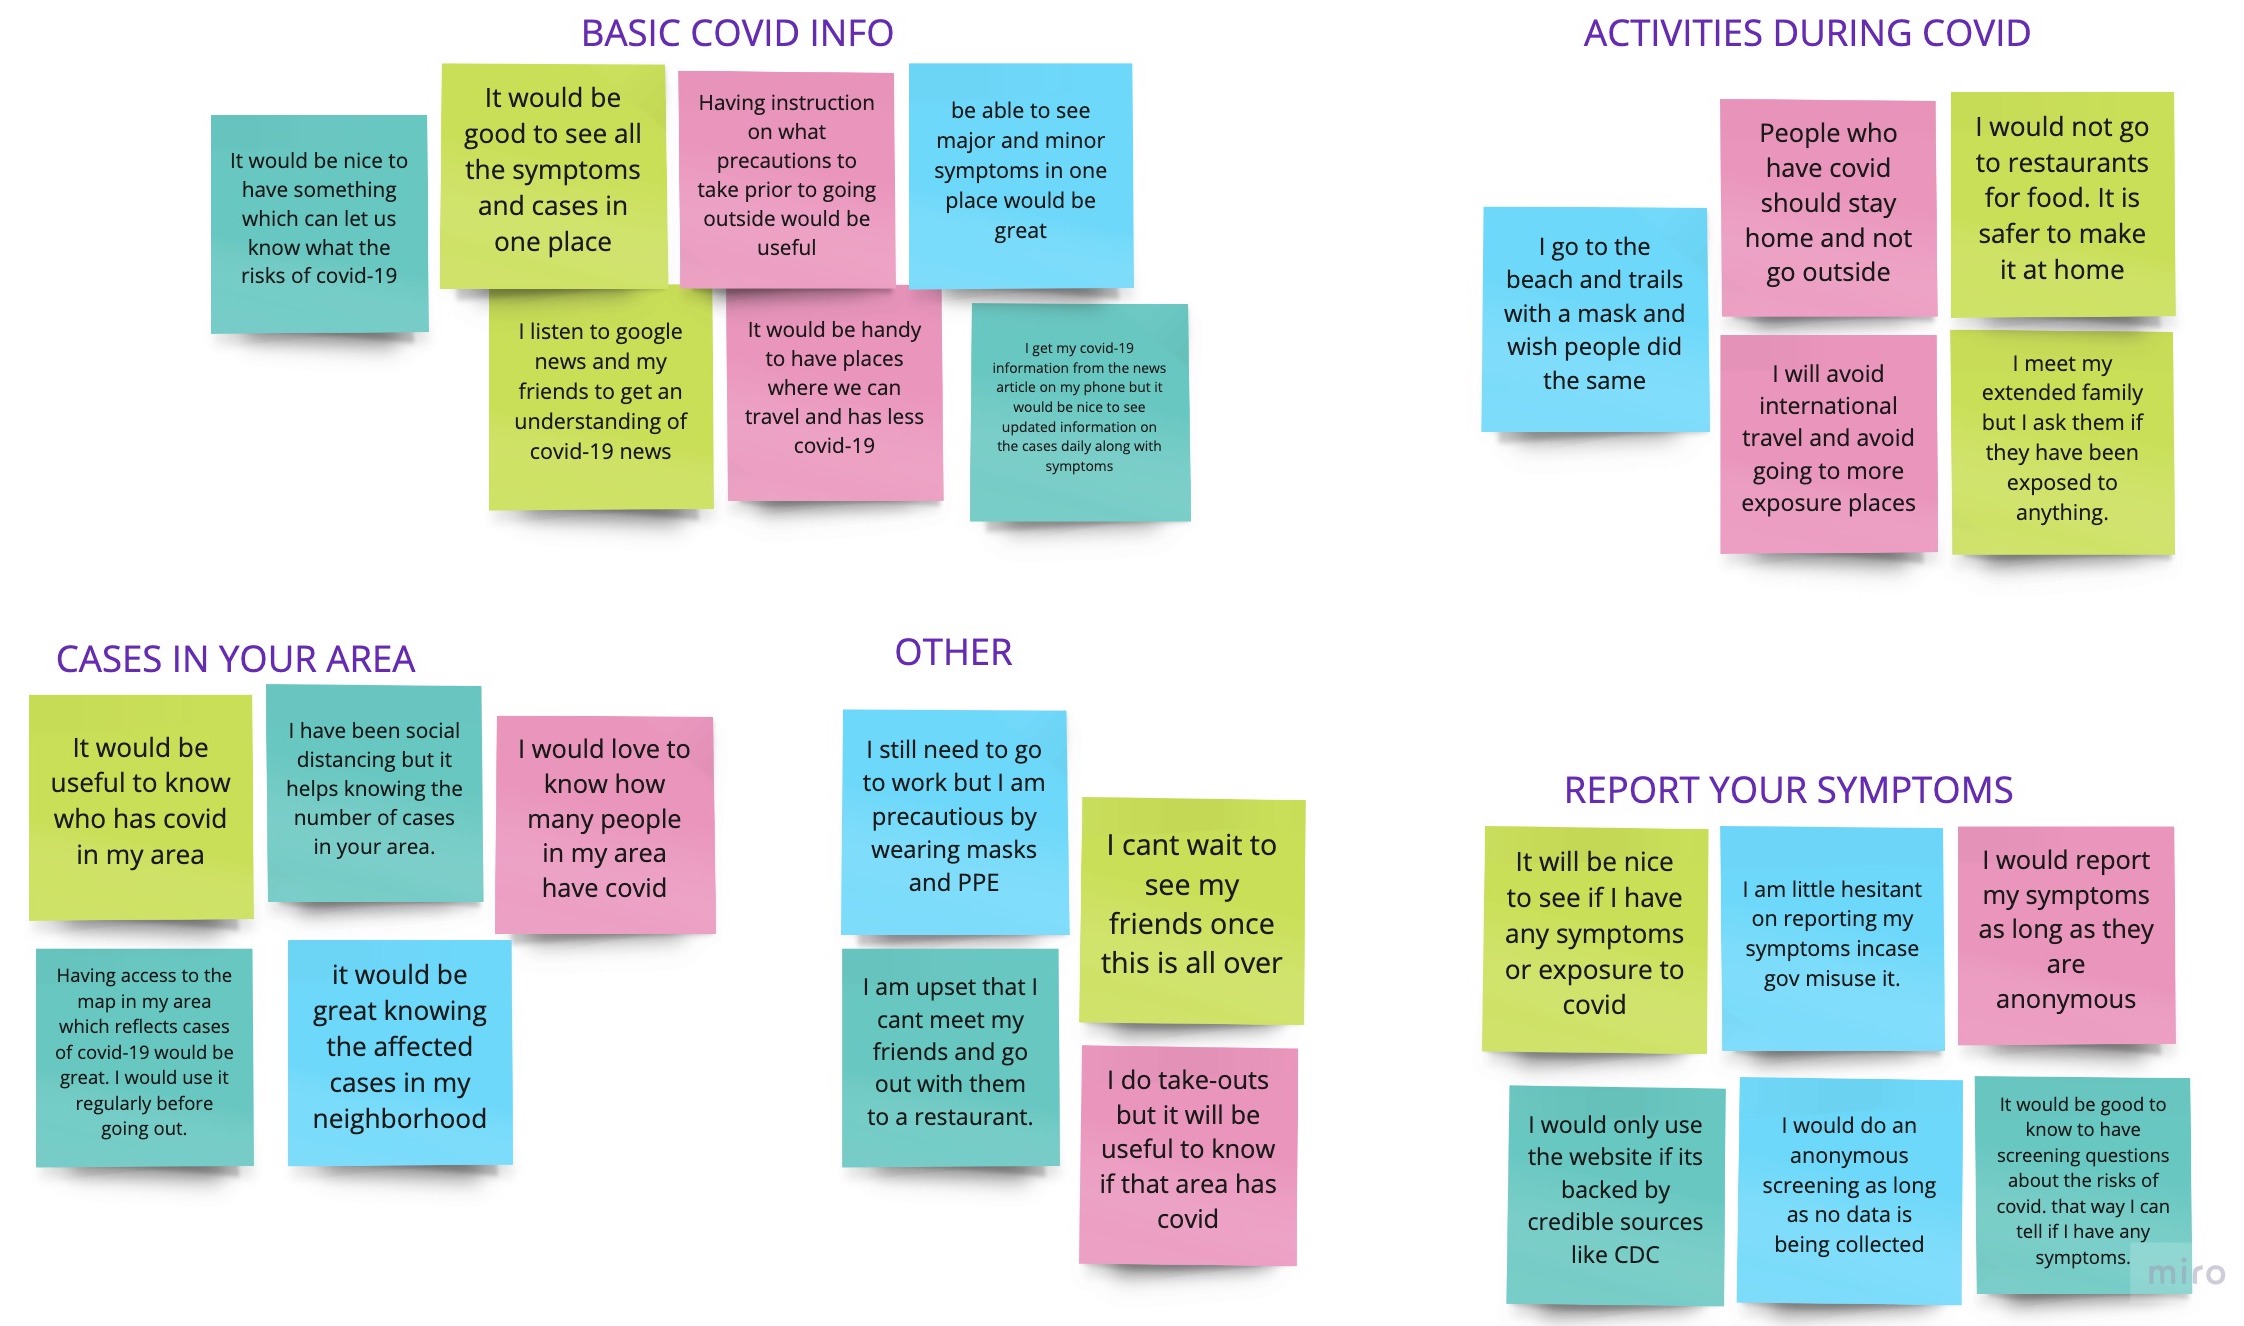 BASIC COVID INFO
It would be nice to
have something
which can let us
know what the
risks of covid-19
It would be
good to see all
the symptoms
and cases in
one place
Having instruction
on what
precautions to
take prior to going
outside would be
useful
be able to see
major and minor
symptoms in one
place would be
great
I listen to google
news and my
friends to get an
understanding of
covid-19 news
It would be handy
to have places
where we can
travel and has less
covid-19
I get my covid-19
information from the news
article on my phone but it
would be nice to see
updated information on
the cases daily along with
symptoms
ACTIVITIES DURING COVID
I go to the
beach and trails
with a mask and
wish people did
the same
People who
have covid
should stay
home and not
go outside
I would not go
to restaurants
for food. It is
safer to make
it at home
I will avoid
international
travel and avoid
going to more
exposure places
I meet my
extended family
but I ask them if
they have been
exposed to
anything.
CASES IN YOUR AREA
It would be
useful to know
who has covid
in my area
I have been social
distancing but it
helps knowing the
number of cases
in your area.
I would love to
know how
many people
in my area
have covid
Having access to the
map in my area
which reflects cases
of covid-19 would be
great. I would use it
regularly before
going out.
it would be
great knowing
the affected
cases in my
neighborhood
OTHER
I still need to go
to work but I am
precautious by
wearing masks
and PPE
I cant wait to
see my
friends once
this is all over
I am upset that I
cant meet my
friends and go
out with them
to a restaurant.
I do take-outs
but it will be
useful to know
if that area has
covid
REPORT YOUR SYMPTOMS
It will be nice
to see if I have
any symptoms
or exposure to
covid
I am little hesitant
on reporting my
symptoms incase
gov misuse it.
I would report
my symptoms
as long as they
are
anonymous
I would only use
the website if its
backed by
credible sources
like CDC
I would do an
anonymous
screening as long
as no data is
being collected
It would be good to
know to have
screening questions
about the risks of
covid. that way I can
tell if I have any
symptoms.
miro